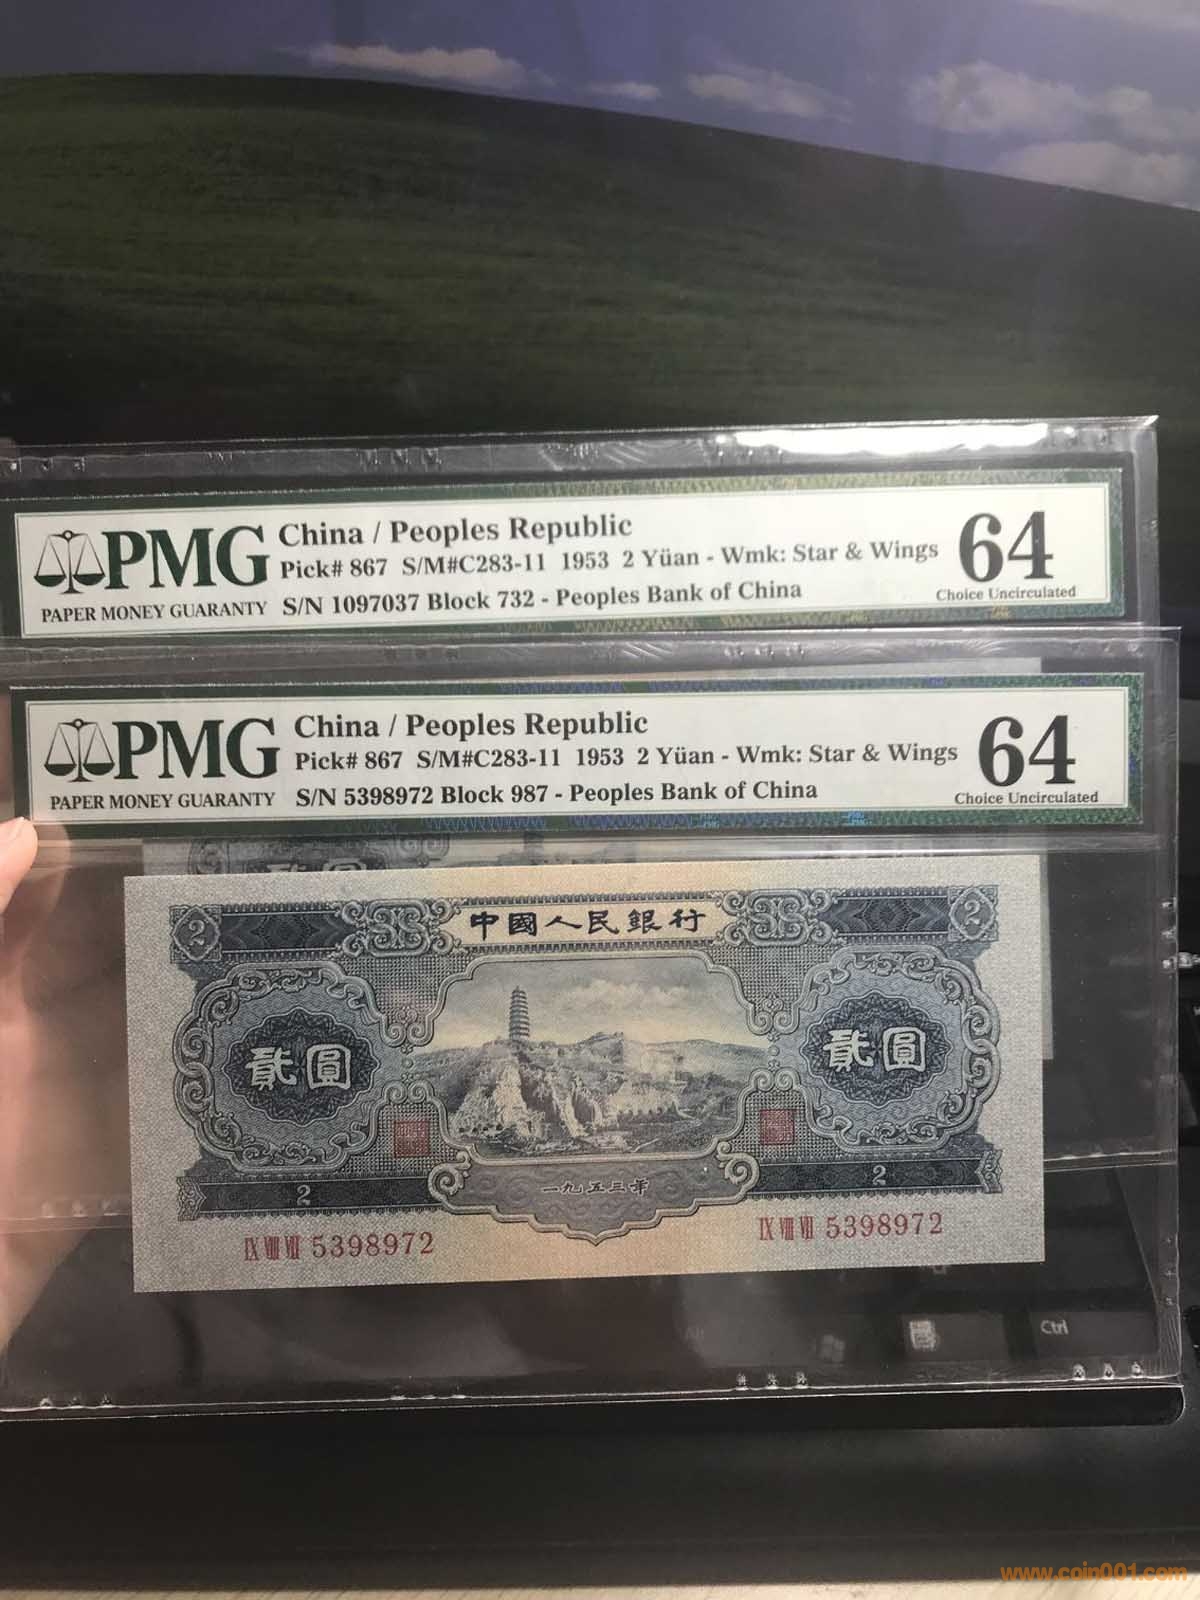 PMG
PAPER MONEY GUARANTY
China / Peoples Republic
Pick# 867 S/M#C283-11 1953 2 Yüan - Wmk: Star & Wings
S/N 1097037 Block 732 - Peoples Bank of China
64
Choice Uncirculated
PMG
PAPER MONEY GUARANTY
China / Peoples Republic
Pick# 867 S/M#C283-11 1953 2 Yüan - Wmk: Star & Wings
S/N 5398972 Block 987 - Peoples Bank of China
64
Choice Uncirculated
2
中國人民銀行
2
貳圓
貳圓
2
一九五三年
2
IX VIII VII 5398972
IX VIII VII 5398972
Alt
Ctrl
www.coin001.com